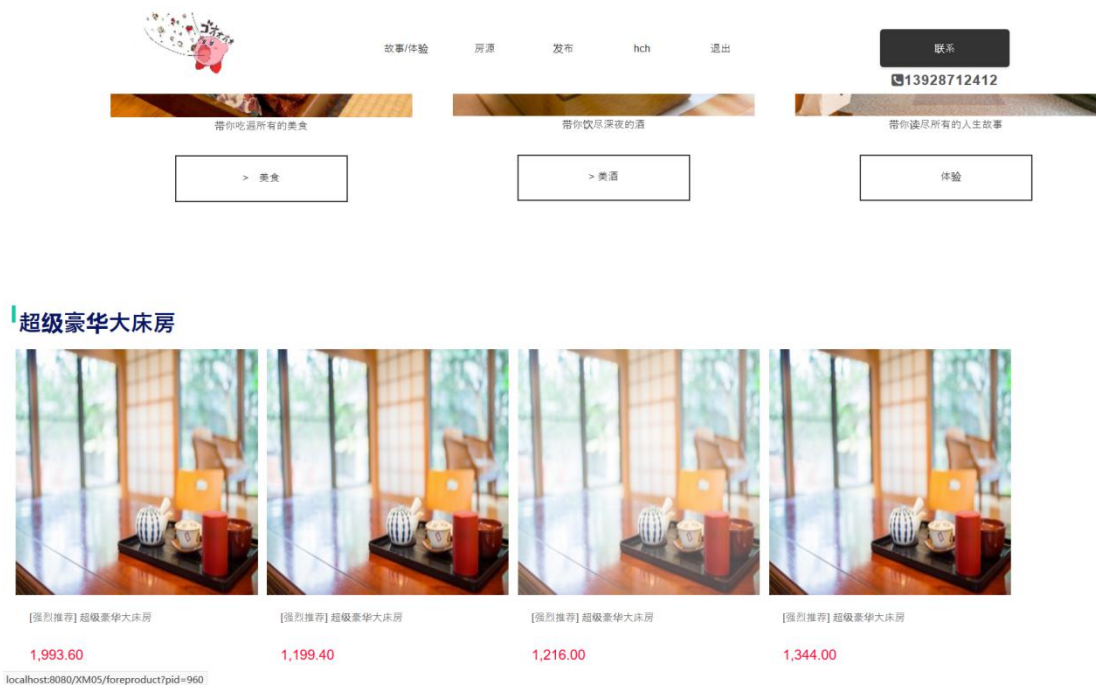 故事/体验 房源 发布 hch 退出 联系
13928712412
带你吃遍所有的美食 带你饮尽深夜的酒 带你读尽所有的人生故事
> 美食 > 美酒 体验
超级豪华大床房
[强烈推荐] 超级豪华大床房 [强烈推荐] 超级豪华大床房 [强烈推荐] 超级豪华大床房 [强烈推荐] 超级豪华大床房
1,993.60 1,199.40 1,216.00 1,344.00
localhost:8080/XM05/foreproduct?pid=960